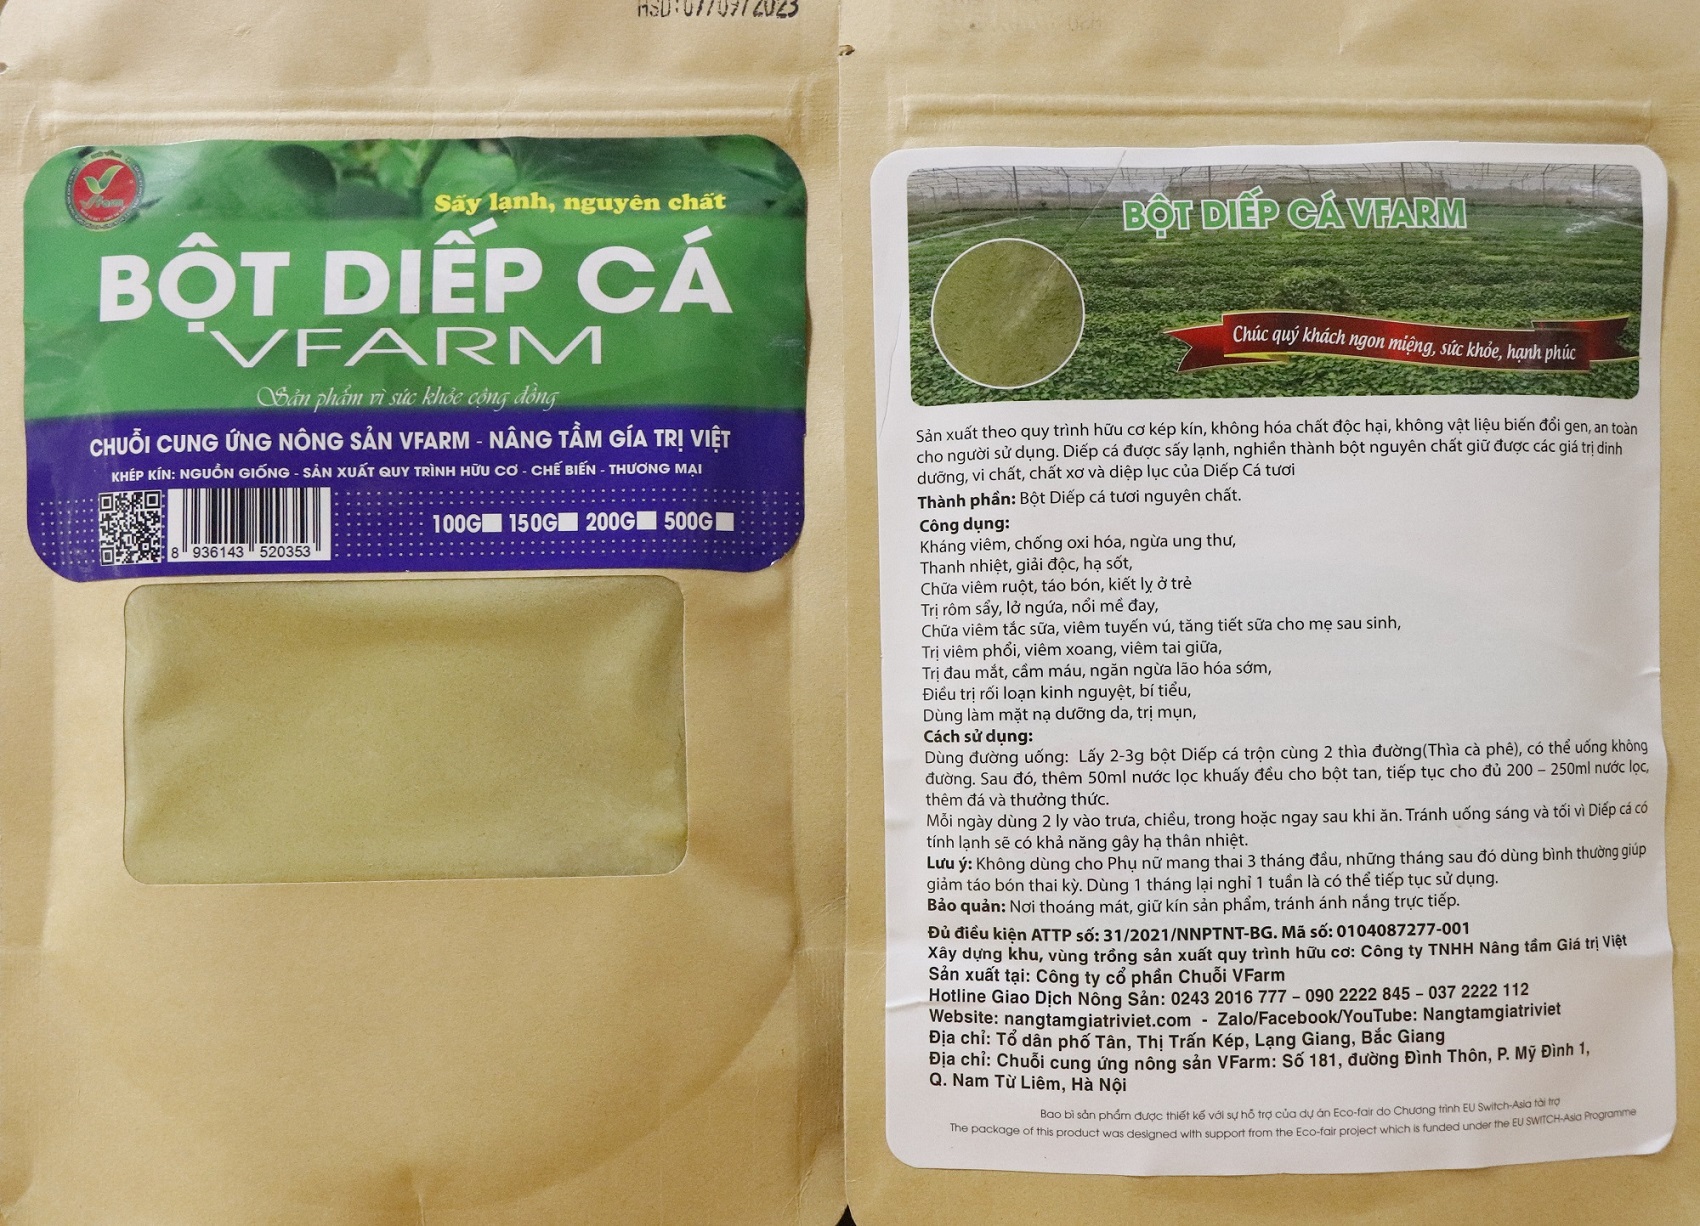 HSD:07/09/2023
Vfarm
Sấy lạnh, nguyên chất
BỘT DIẾP CÁ
VFARM
Sản phẩm vì sức khỏe cộng đồng
CHUỖI CUNG ỨNG NÔNG SẢN VFARM - NÂNG TẦM GÍA TRỊ VIỆT
KHÉP KÍN: NGUỒN GIỐNG - SẢN XUẤT QUY TRÌNH HỮU CƠ - CHẾ BIẾN - THƯƠNG MẠI
100G 150G 200G 500G
8 936143 520353
BỘT DIẾP CÁ VFARM
Chúc quý khách ngon miệng, sức khỏe, hạnh phúc
Sản xuất theo quy trình hữu cơ kép kín, không hóa chất độc hại, không vật liệu biến đổi gen, an toàn
cho người sử dụng. Diếp cá được sấy lạnh, nghiền thành bột nguyên chất giữ được các giá trị dinh
dưỡng, vi chất, chất xơ và diệp lục của Diếp Cá tươi
Thành phần: Bột Diếp cá tươi nguyên chất.
Công dụng:
Kháng viêm, chống oxi hóa, ngừa ung thư,
Thanh nhiệt, giải độc, hạ sốt,
Chữa viêm ruột, táo bón, kiết lỵ ở trẻ
Trị rôm sẩy, lở ngứa, nổi mề đay,
Chữa viêm tắc sữa, viêm tuyến vú, tăng tiết sữa cho mẹ sau sinh,
Trị viêm phổi, viêm xoang, viêm tai giữa,
Trị đau mắt, cầm máu, ngăn ngừa lão hóa sớm,
Điều trị rối loạn kinh nguyệt, bí tiểu,
Dùng làm mặt nạ dưỡng da, trị mụn,
Cách sử dụng:
Dùng đường uống: Lấy 2-3g bột Diếp cá trộn cùng 2 thìa đường(Thìa cà phê), có thể uống không
đường. Sau đó, thêm 50ml nước lọc khuấy đều cho bột tan, tiếp tục cho đủ 200 – 250ml nước lọc,
thêm đá và thưởng thức.
Mỗi ngày dùng 2 ly vào trưa, chiều, trong hoặc ngay sau khi ăn. Tránh uống sáng và tối vì Diếp cá có
tính lạnh sẽ có khả năng gây hạ thân nhiệt.
Lưu ý: Không dùng cho Phụ nữ mang thai 3 tháng đầu, những tháng sau đó dùng bình thường giúp
giảm táo bón thai kỳ. Dùng 1 tháng lại nghỉ 1 tuần là có thể tiếp tục sử dụng.
Bảo quản: Nơi thoáng mát, giữ kín sản phẩm, tránh ánh nắng trực tiếp.
Đủ điều kiện ATTP số: 31/2021/NNPTNT-BG. Mã số: 0104087277-001
Xây dựng khu, vùng trồng sản xuất quy trình hữu cơ: Công ty TNHH Nâng tầm Giá trị Việt
Sản xuất tại: Công ty cổ phần Chuỗi VFarm
Hotline Giao Dịch Nông Sản: 0243 2016 777 – 090 2222 845 – 037 2222 112
Website: nangtamgiatriviet.com - Zalo/Facebook/YouTube: Nangtamgiatriviet
Địa chỉ: Tổ dân phố Tân, Thị Trấn Kép, Lạng Giang, Bắc Giang
Địa chỉ: Chuỗi cung ứng nông sản VFarm: Số 181, đường Đình Thôn, P. Mỹ Đình 1,
Q. Nam Từ Liêm, Hà Nội
Bao bì sản phẩm được thiết kế với sự hỗ trợ của dự án Eco-fair do Chương trình EU Switch-Asia tài trợ
The package of this product was designed with support from the Eco-fair project which is funded under the EU SWITCH-Asia Programme